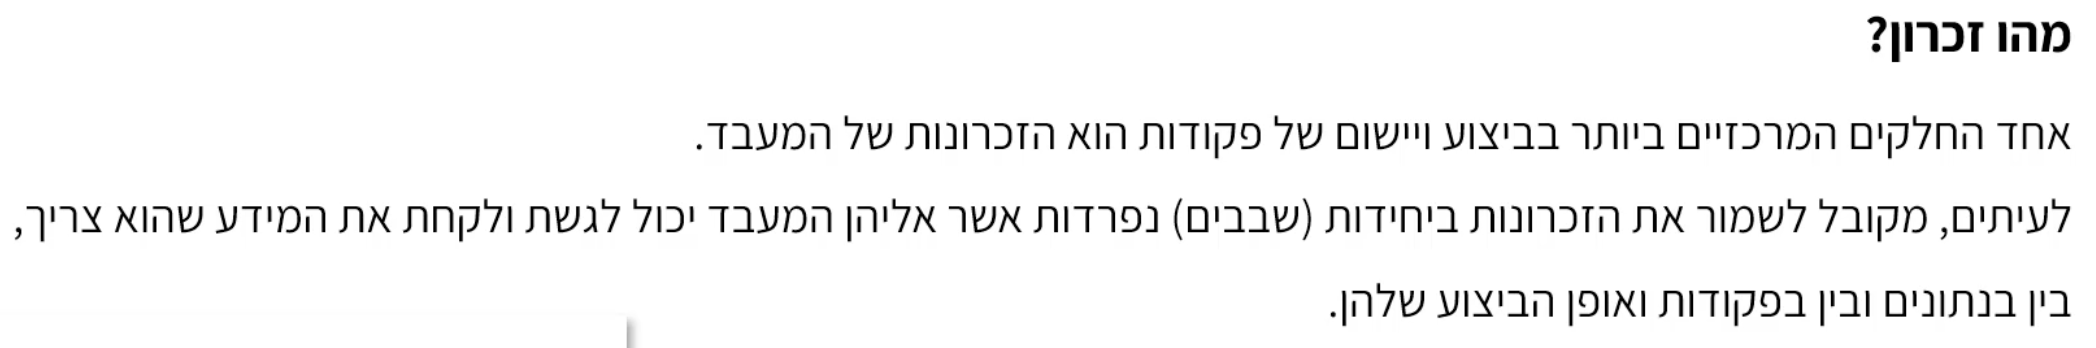 מהו זכרון?
אחד החלקים המרכזיים ביותר בביצוע ויישום של פקודות הוא הזכרונות של המעבד.
לעיתים, מקובל לשמור את הזכרונות ביחידות (שבבים) נפרדות אשר אליהן המעבד יכול לגשת ולקחת את המידע שהוא צריך,
בין בנתונים ובין בפקודות ואופן הביצוע שלהן.